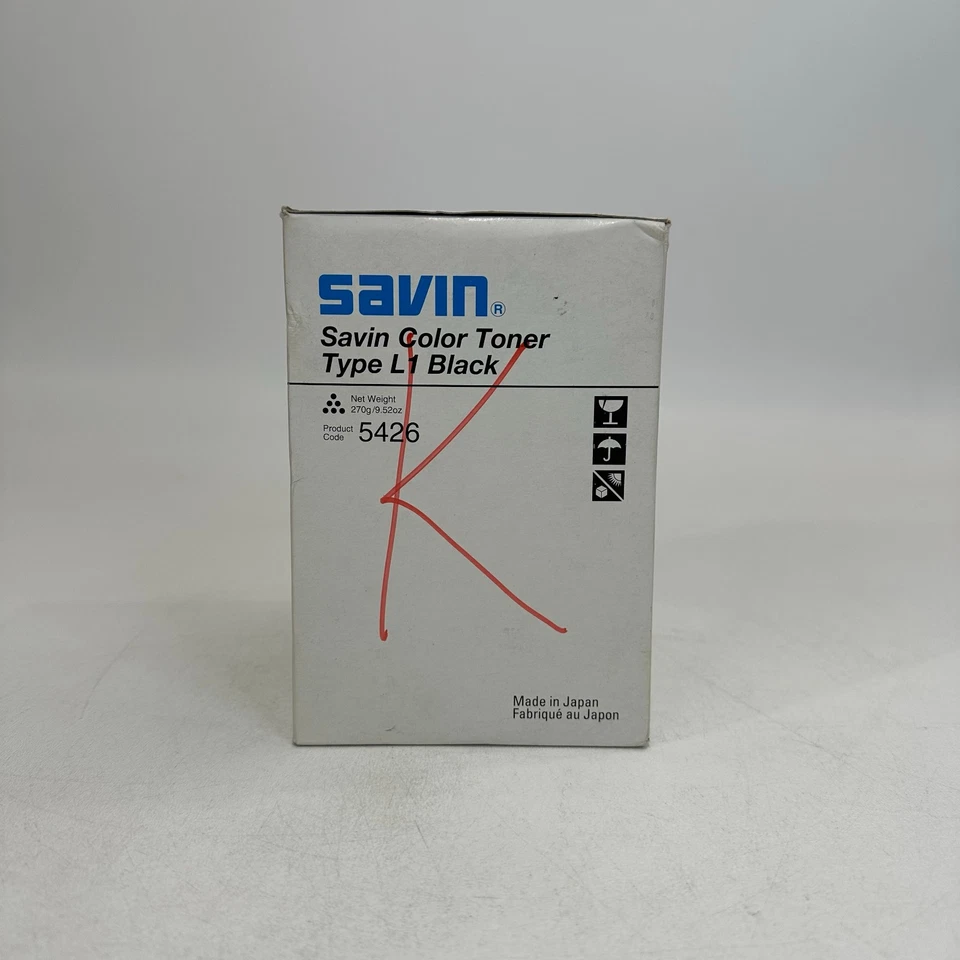 savin®
Savin Color Toner
Type L1 Black
Net Weight
270g/9.52oz
Product Code 5426
K
Made in Japan
Fabriqué au Japon